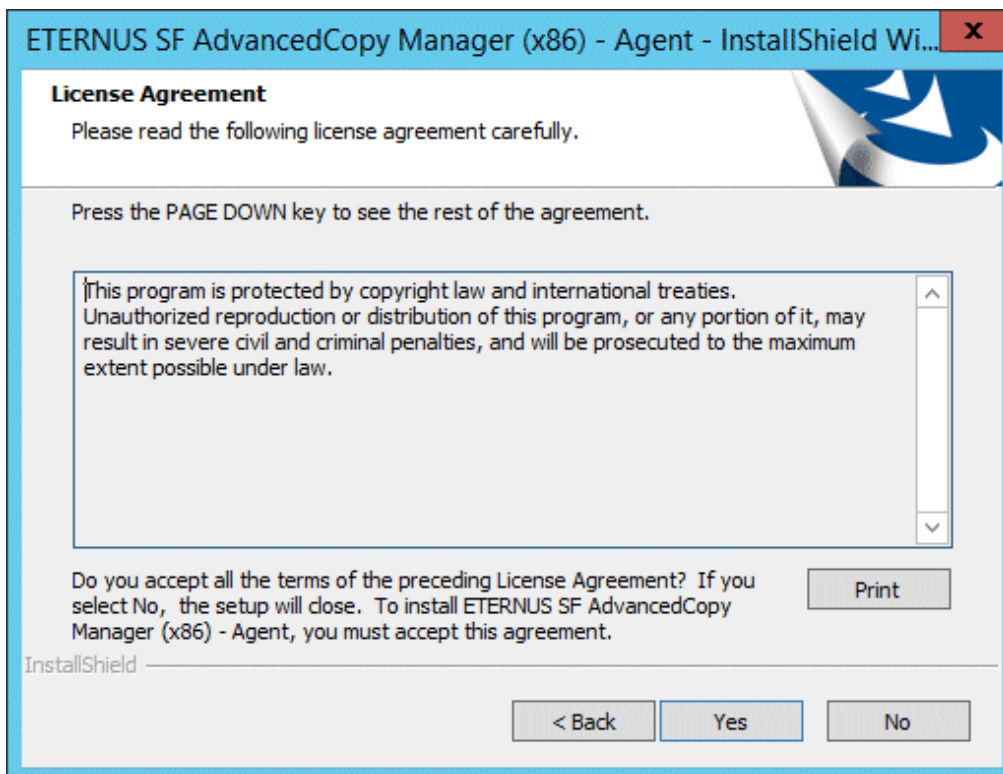 ETERNUS SF AdvancedCopy Manager (x86) - Agent - InstallShield Wi...
x
License Agreement
Please read the following license agreement carefully.
Press the PAGE DOWN key to see the rest of the agreement.
This program is protected by copyright law and international treaties.
Unauthorized reproduction or distribution of this program, or any portion of it, may
result in severe civil and criminal penalties, and will be prosecuted to the maximum
extent possible under law.
Do you accept all the terms of the preceding License Agreement?  If you
select No,  the setup will close.  To install ETERNUS SF AdvancedCopy
Manager (x86) - Agent, you must accept this agreement.
Print
InstallShield
< Back
Yes
No